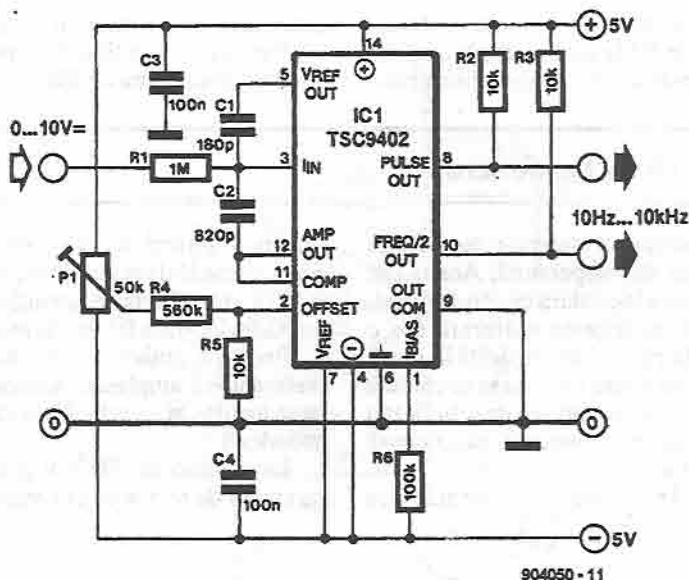 5V
C3
100n
14
R2
10k
R3
10k
5
VREF
OUT
C1
180p
IC1
TSC9402
0...10V=
R1
1M
3
IIN
PULSE
OUT
8
C2
820p
10Hz...10kHz
12
AMP
OUT
FREQ/2
OUT
10
11
COMP
P1
50k
R4
560k
2
OFFSET
OUT
COM
9
R5
10k
VREF
IBIAS
7
4
6
1
0
0
R6
100k
C4
100n
5V
904050 - 11